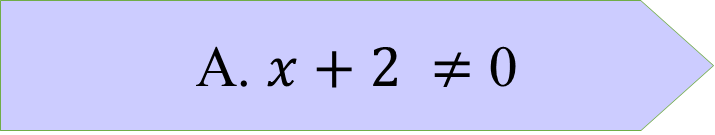 A. 𝑥 + 2 ≠ 0